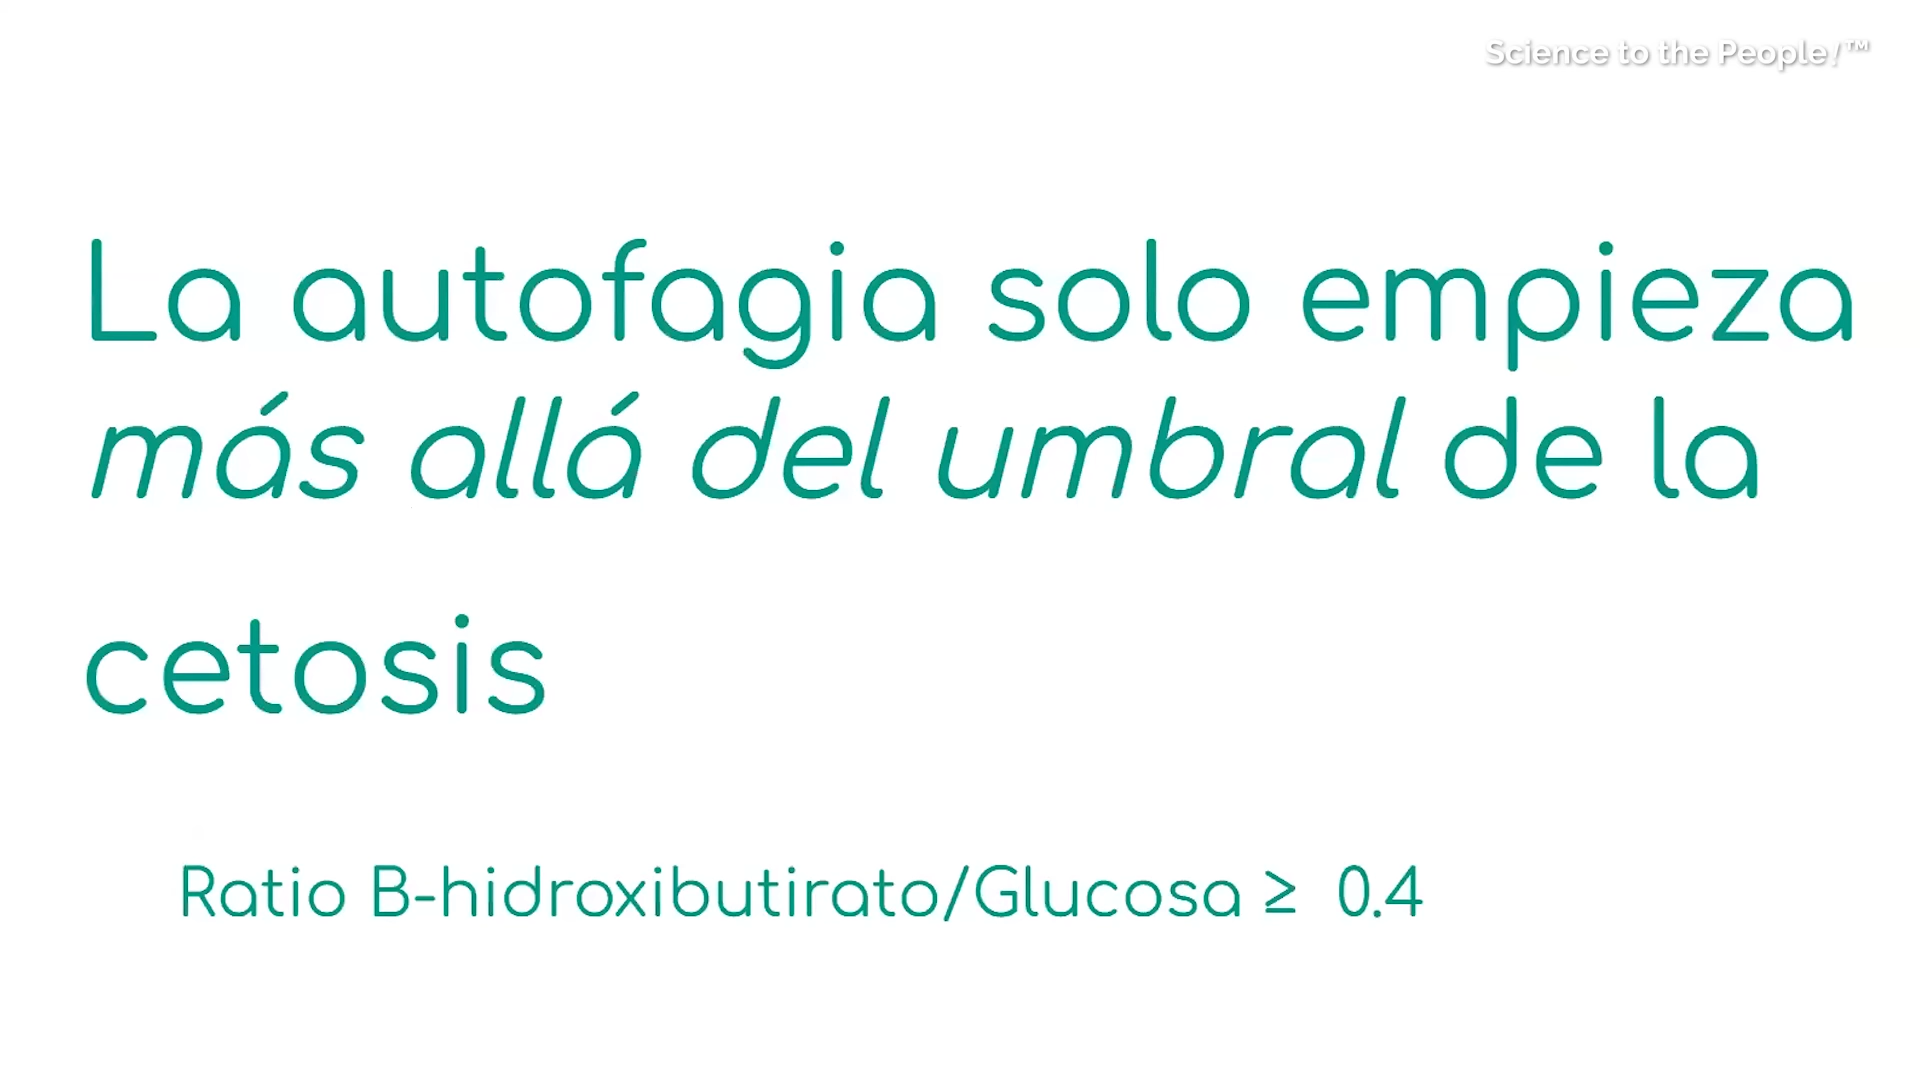 Science to the People!™
La autofagia solo empieza
más allá del umbral de la
cetosis
Ratio B-hidroxibutirato/Glucosa ≥ 0.4